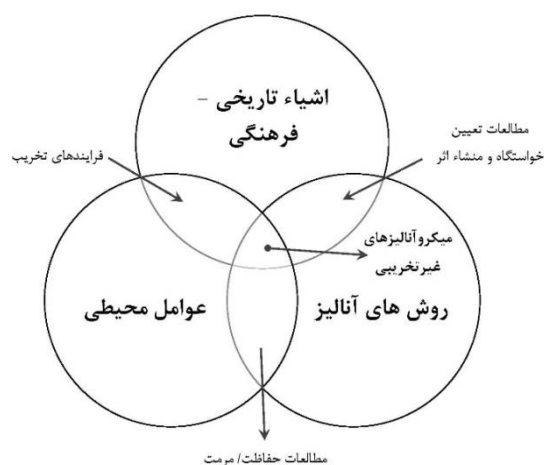 اشیاء تاریخی –
فرهنگی
مطالعات تعیین
خواستگاه و منشاء اثر
فرایندهای تخریب
میکروآنالیزهای
غیرتخریبی
روش های آنالیز
عوامل محیطی
مطالعات حفاظت/ مرمت